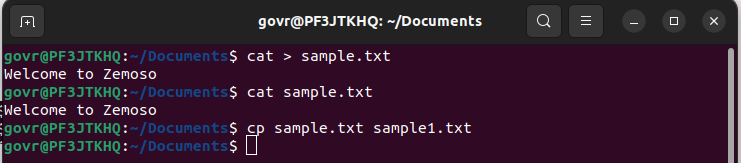 govr@PF3JTKHQ: ~/Documents
govr@PF3JTKHQ:~/Documents$ cat > sample.txt
Welcome to Zemoso
govr@PF3JTKHQ:~/Documents$ cat sample.txt
Welcome to Zemoso
govr@PF3JTKHQ:~/Documents$ cp sample.txt sample1.txt
govr@PF3JTKHQ:~/Documents$